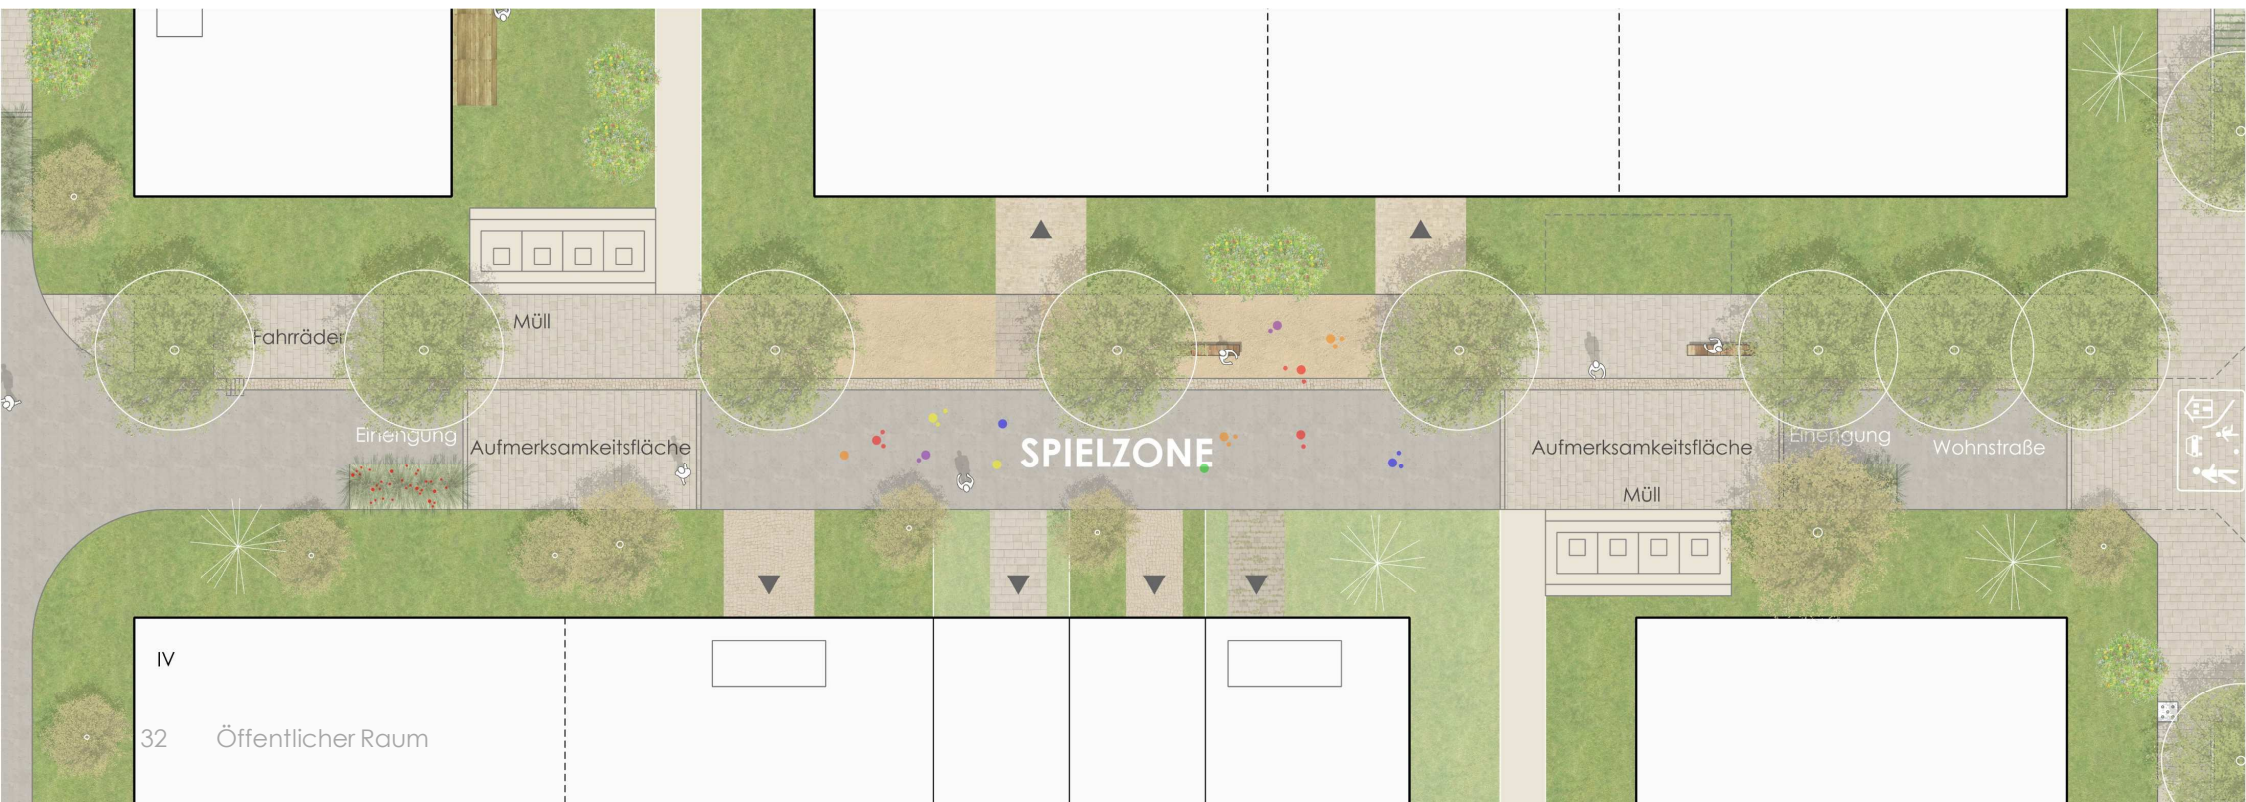 Müll
Fahrräder
Einengung
Aufmerksamkeitsfläche
SPIELZONE
Aufmerksamkeitsfläche
Einengung
Wohnstraße
Müll
IV
32 Öffentlicher Raum